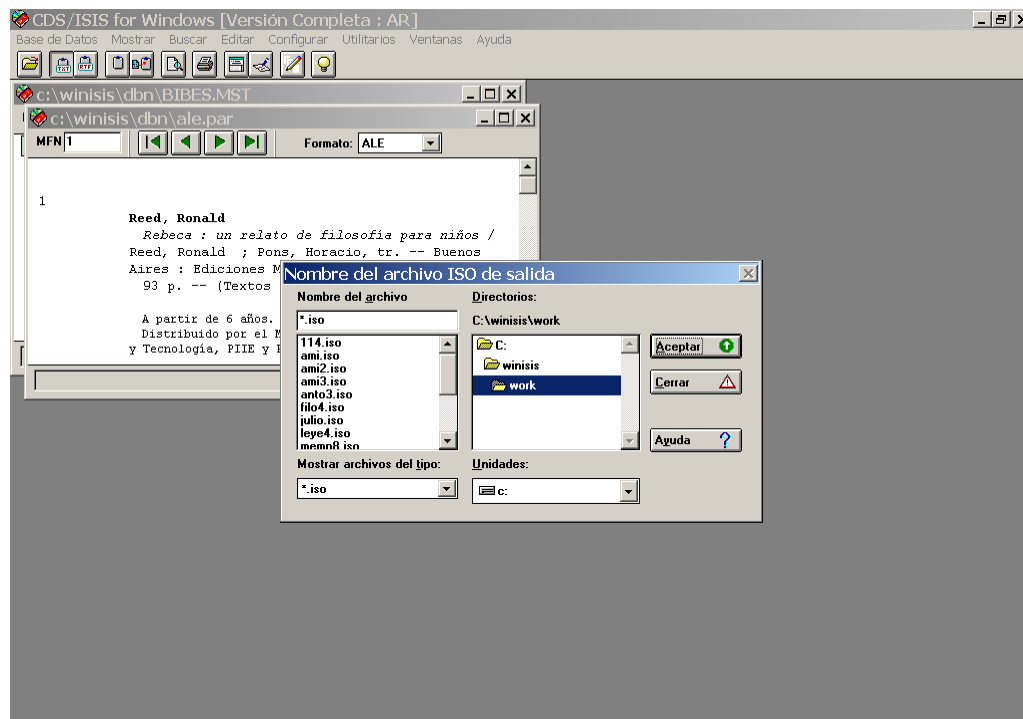 CDS/ISIS for Windows [Versión Completa : AR]
Base de Datos Mostrar Buscar Editar Configurar Utilitarios Ventanas Ayuda
c:\winisis\dbn\BIBES.MST
c:\winisis\dbn\ale.par
MFN 1 Formato: ALE
1
Reed, Ronald
Rebeca : un relato de filosofía para niños /
Reed, Ronald ; Pons, Horacio, tr. -- Buenos
Aires : Ediciones M
93 p. -- (Textos
A partir de 6 años.
Distribuido por el M
y Tecnología, PIIE y
Nombre del archivo ISO de salida
Nombre del archivo
*.iso
114.iso
ami.iso
ami2.iso
ami3.iso
anto3.iso
filo4.iso
julio.iso
leye4.iso
memp8.iso
Mostrar archivos del tipo:
*.iso
Directorios:
C:\winisis\work
C:
winisis
work
Unidades:
c:
Aceptar
Cerrar
Ayuda ?